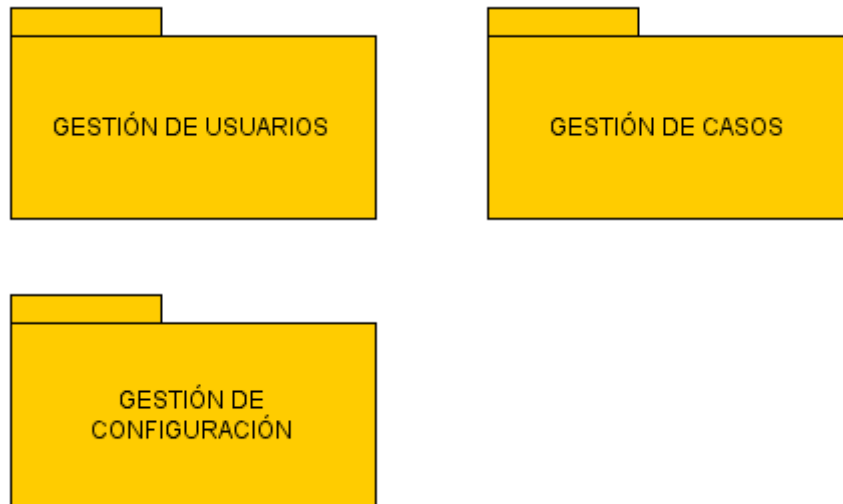 GESTIÓN DE USUARIOS
GESTIÓN DE CASOS
GESTIÓN DE
CONFIGURACIÓN